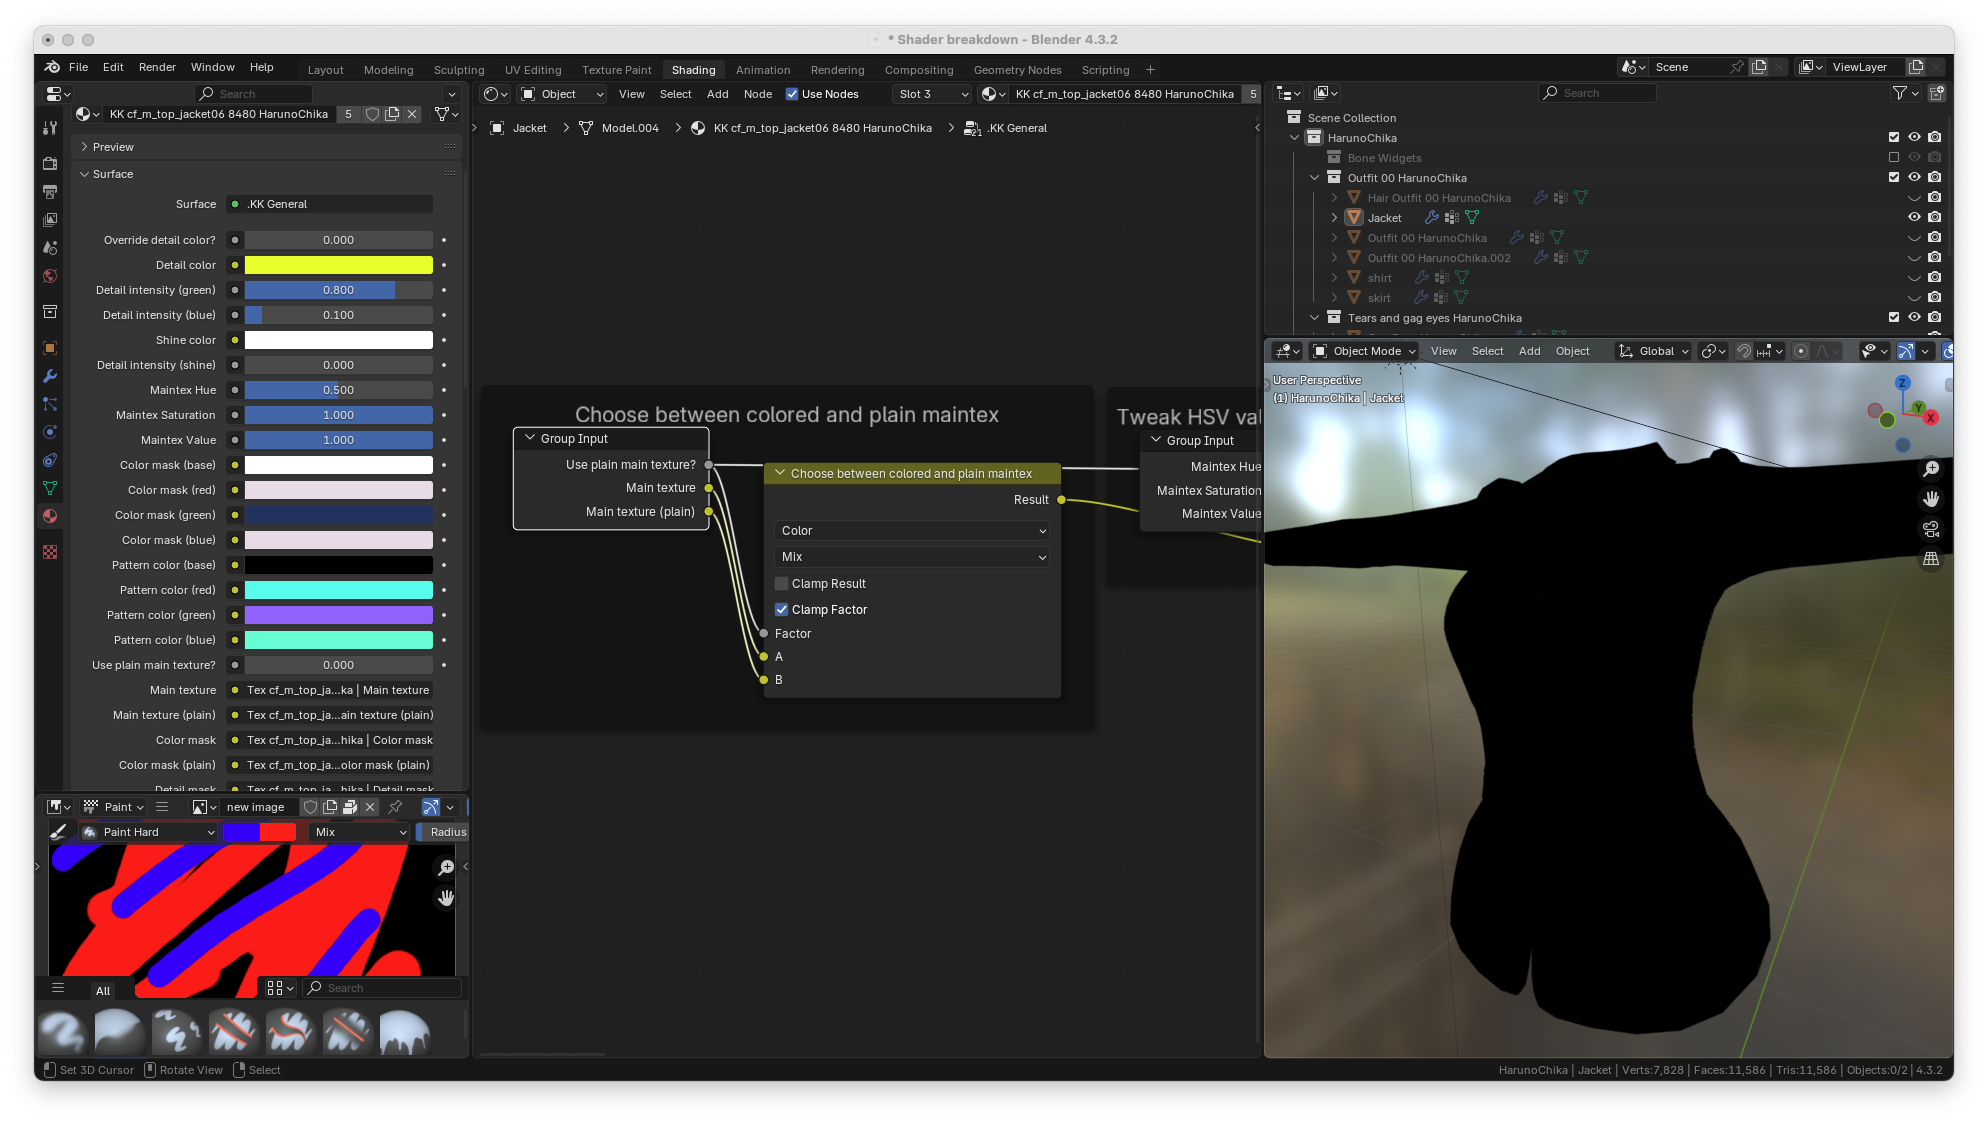 * Shader breakdown - Blender 4.3.2
File Edit Render Window Help
Layout Modeling Sculpting UV Editing Texture Paint Shading Animation Rendering Compositing Geometry Nodes Scripting +
Scene
ViewLayer
Search
KK cf_m_top_jacket06 8480 HarunoChika 5
Preview
Surface
Surface .KK General
Override detail color? 0.000
Detail color
Detail intensity (green) 0.800
Detail intensity (blue) 0.100
Shine color
Detail intensity (shine) 0.000
Maintex Hue 0.500
Maintex Saturation 1.000
Maintex Value 1.000
Color mask (base)
Color mask (red)
Color mask (green)
Color mask (blue)
Pattern color (base)
Pattern color (red)
Pattern color (green)
Pattern color (blue)
Use plain main texture? 0.000
Main texture Tex cf_m_top_ja...ka | Main texture
Main texture (plain) Tex cf_m_top_ja...ain texture (plain)
Color mask Tex cf_m_top_ja...hika | Color mask
Color mask (plain) Tex cf_m_top_ja...olor mask (plain)
Detail mask Tex cf_m_top_ja...hika | Detail mask
Paint new image
Paint Hard Mix Radius
All Search
Object View Select Add Node Use Nodes Slot 3 KK cf_m_top_jacket06 8480 HarunoChika 5
Jacket > Model.004 > KK cf_m_top_jacket06 8480 HarunoChika > .KK General
Choose between colored and plain maintex
Group Input
Use plain main texture?
Main texture
Main texture (plain)
Choose between colored and plain maintex
Result
Color
Mix
Clamp Result
Clamp Factor
Factor
A
B
Tweak HSV val
Group Input
Maintex Hue
Maintex Saturation
Maintex Value
Search
Scene Collection
HarunoChika
Bone Widgets
Outfit 00 HarunoChika
Hair Outfit 00 HarunoChika
Jacket
Outfit 00 HarunoChika
Outfit 00 HarunoChika.002
shirt
skirt
Tears and gag eyes HarunoChika
Object Mode View Select Add Object Global
User Perspective
(1) HarunoChika | Jacket
Z
Y
X
Set 3D Cursor Rotate View Select
HarunoChika | Jacket | Verts:7,828 | Faces:11,586 | Tris:11,586 | Objects:0/2 | 4.3.2